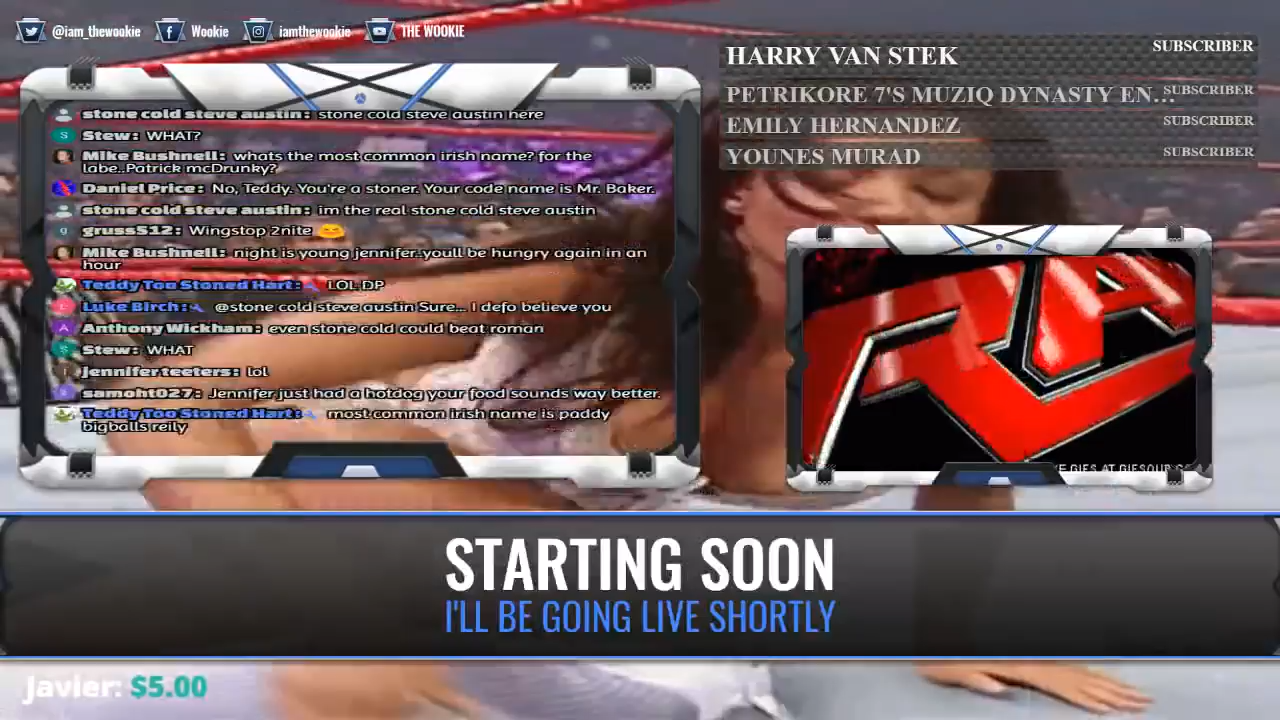 @iam_thewookie Wookie iamthewookie THE WOOKIE
stone cold steve austin: stone cold steve austin here
Stew: WHAT?
Mike Bushnell: whats the most common irish name? for the
labe..Patrick mcDrunky?
Daniel Price: No, Teddy. You're a stoner. Your code name is Mr. Baker.
stone cold steve austin: im the real stone cold steve austin
gruss512: Wingstop 2nite
Mike Bushnell: night is young jennifer.youll be hungry again in an
hour
Teddy Too Stoned Hart: LOL DP
Luke Birch: @stone cold steve austin Sure... I defo believe you
Anthony Wickham: even stone cold could beat roman
Stew: WHAT
jennifer teeters: lol
samoht027: Jennifer just had a hotdog your food sounds way better.
Teddy Too Stoned Hart: most common irish name is paddy
bigballs reily
HARRY VAN STEK SUBSCRIBER
PETRIKORE 7'S MUZIQ DYNASTY EN... SUBSCRIBER
EMILY HERNANDEZ SUBSCRIBER
YOUNES MURAD SUBSCRIBER
RA
GIFS AT GIFSOUP.CO
STARTING SOON
I'LL BE GOING LIVE SHORTLY
Javier: $5.00